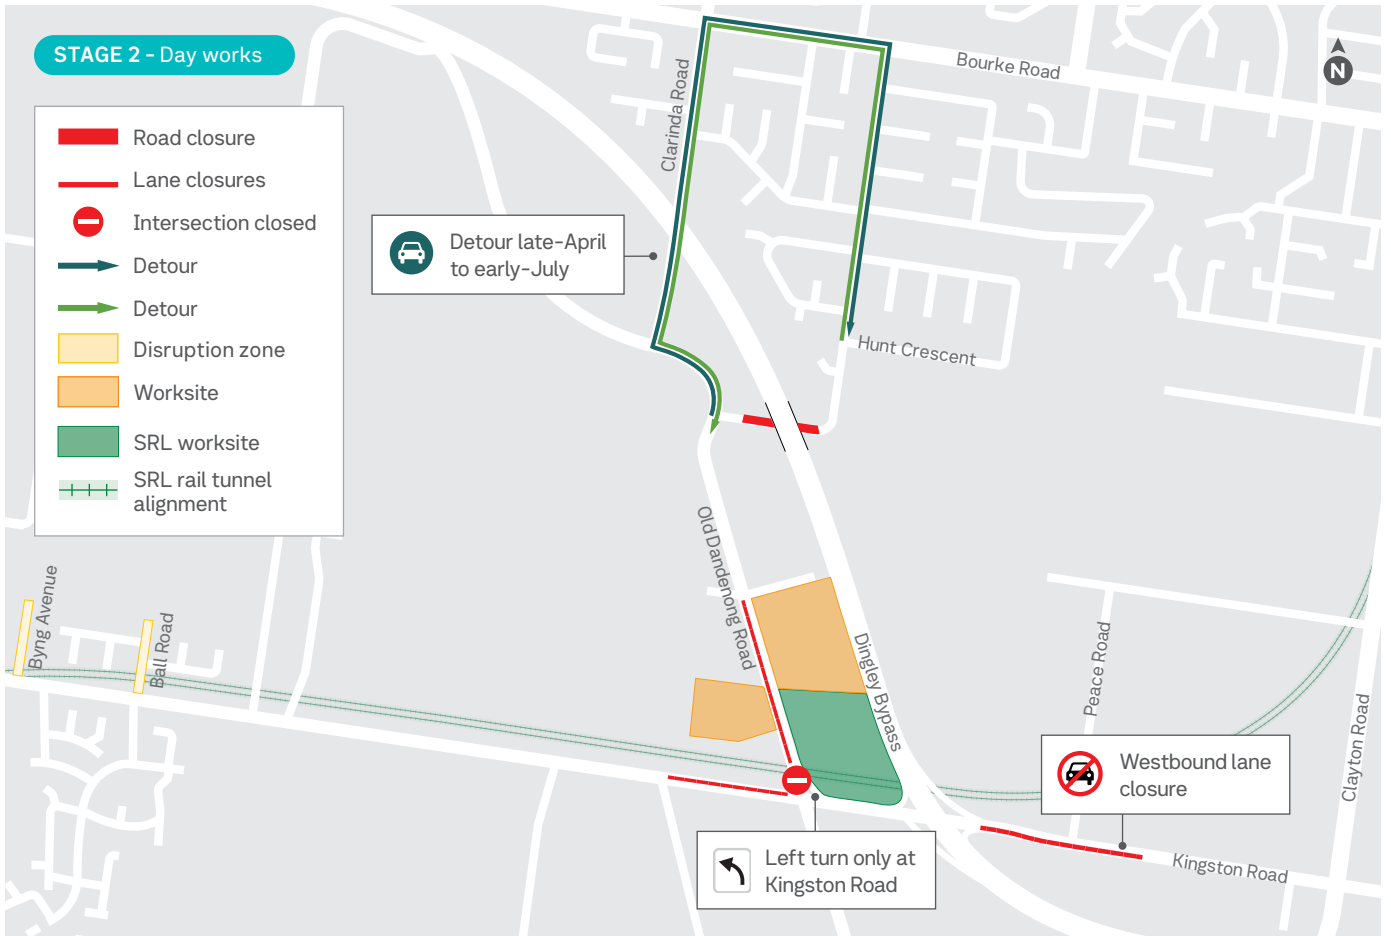 STAGE 2 - Day works
Road closure
Lane closures
Intersection closed
Detour
Detour
Disruption zone
Worksite
SRL worksite
SRL rail tunnel
alignment
N
Bourke Road
Clarinda Road
Detour late-April
to early-July
Hunt Crescent
Old Dandenong Road
Dingley Bypass
Byng Avenue
Ball Road
Peace Road
Clayton Road
Westbound lane
closure
Left turn only at
Kingston Road
Kingston Road